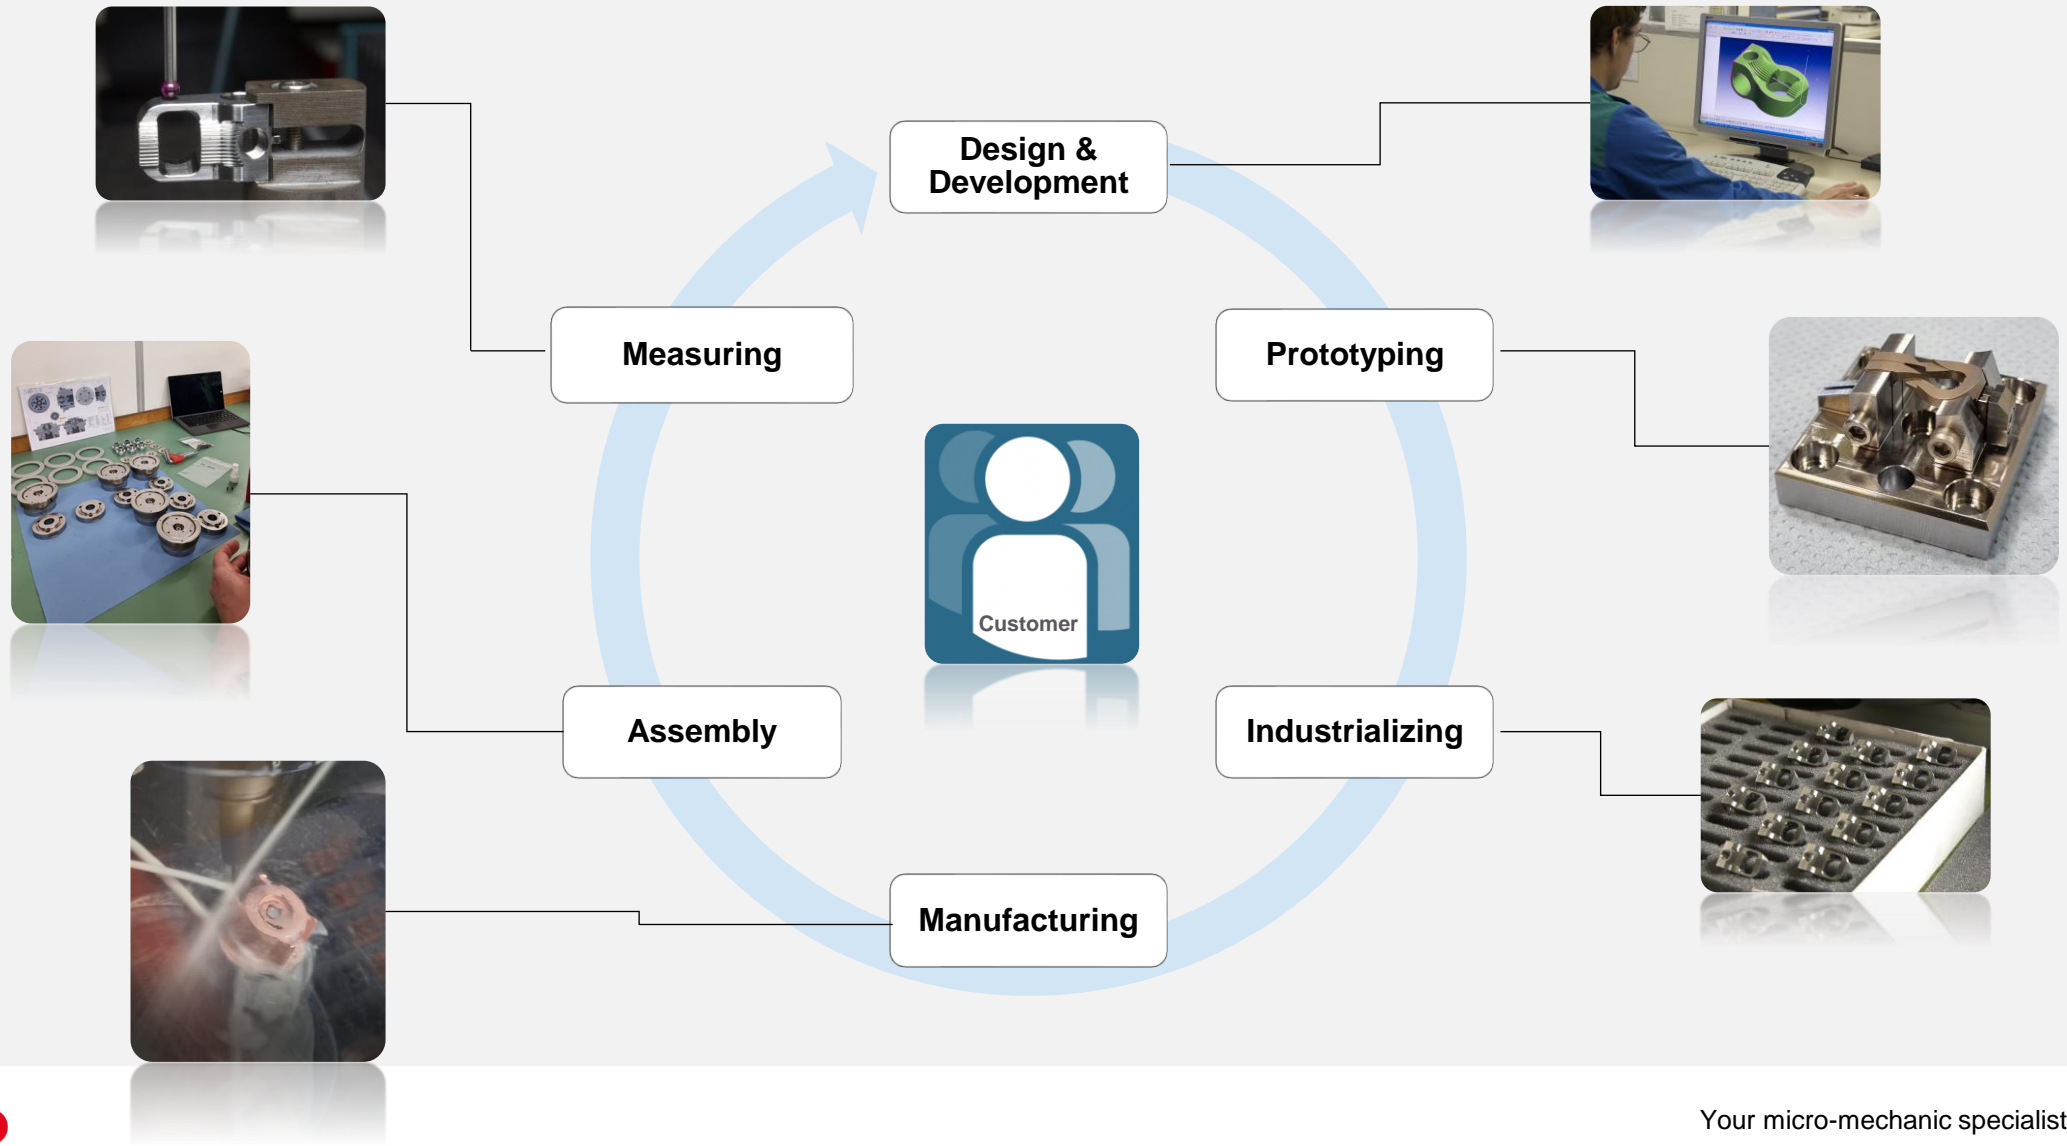 Design &
Development
Measuring
Prototyping
Customer
Assembly
Industrializing
Manufacturing
Your micro-mechanic specialist